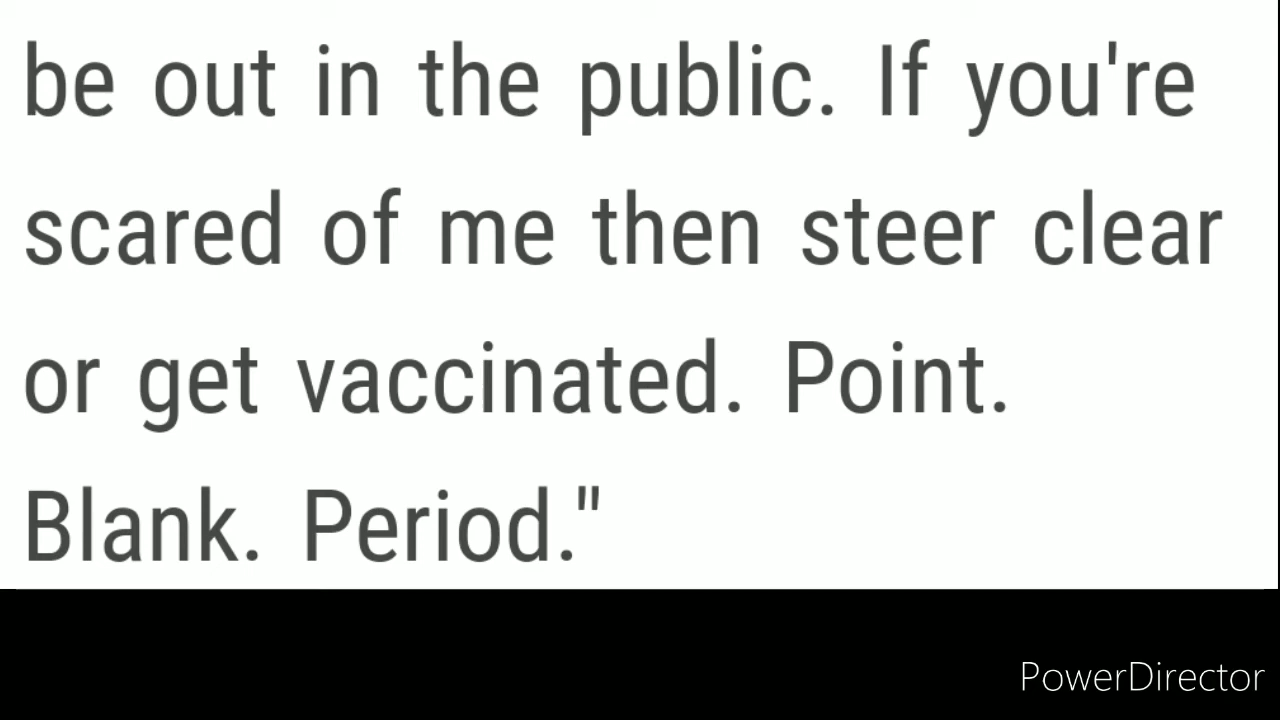 be out in the public. If you're
scared of me then steer clear
or get vaccinated. Point.
Blank. Period."
PowerDirector